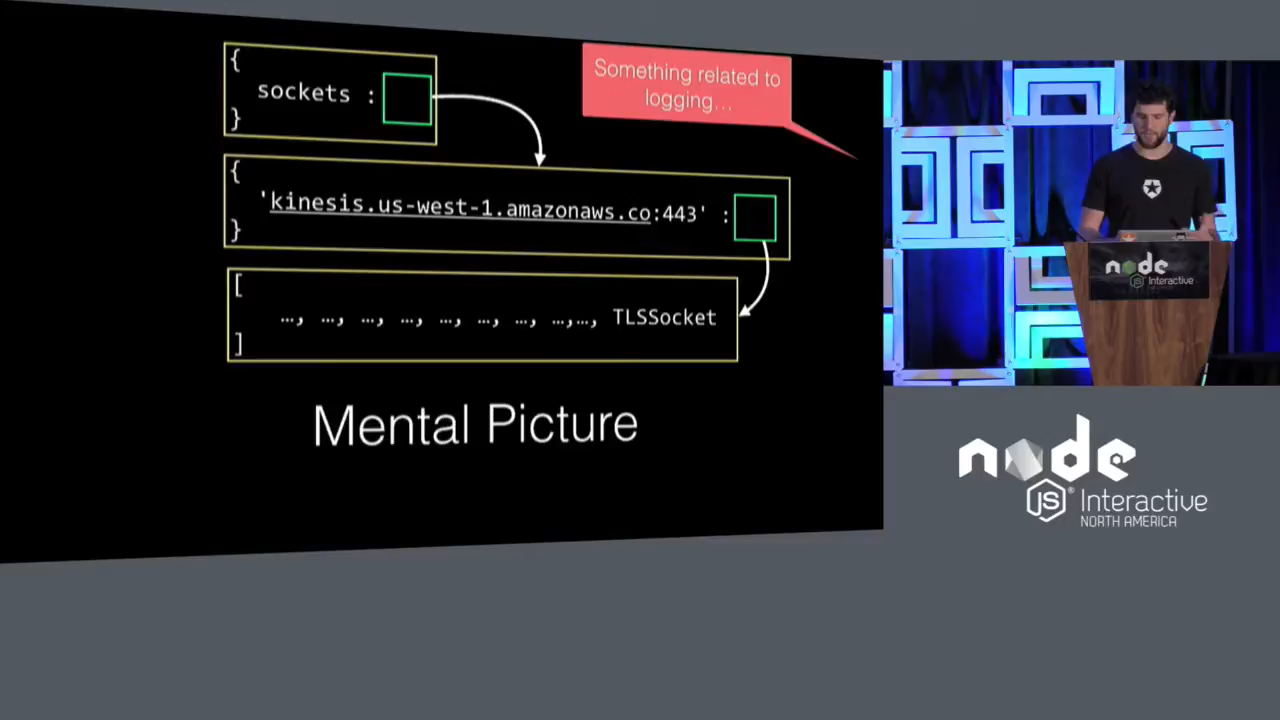 {
sockets :
}
Something related to
logging…
{
'kinesis.us-west-1.amazonaws.co:443' :
}
[
…, …, …, …, …, …, …, …,…, TLSSocket
]
Mental Picture
node
JS Interactive
node
JS® Interactive
NORTH AMERICA